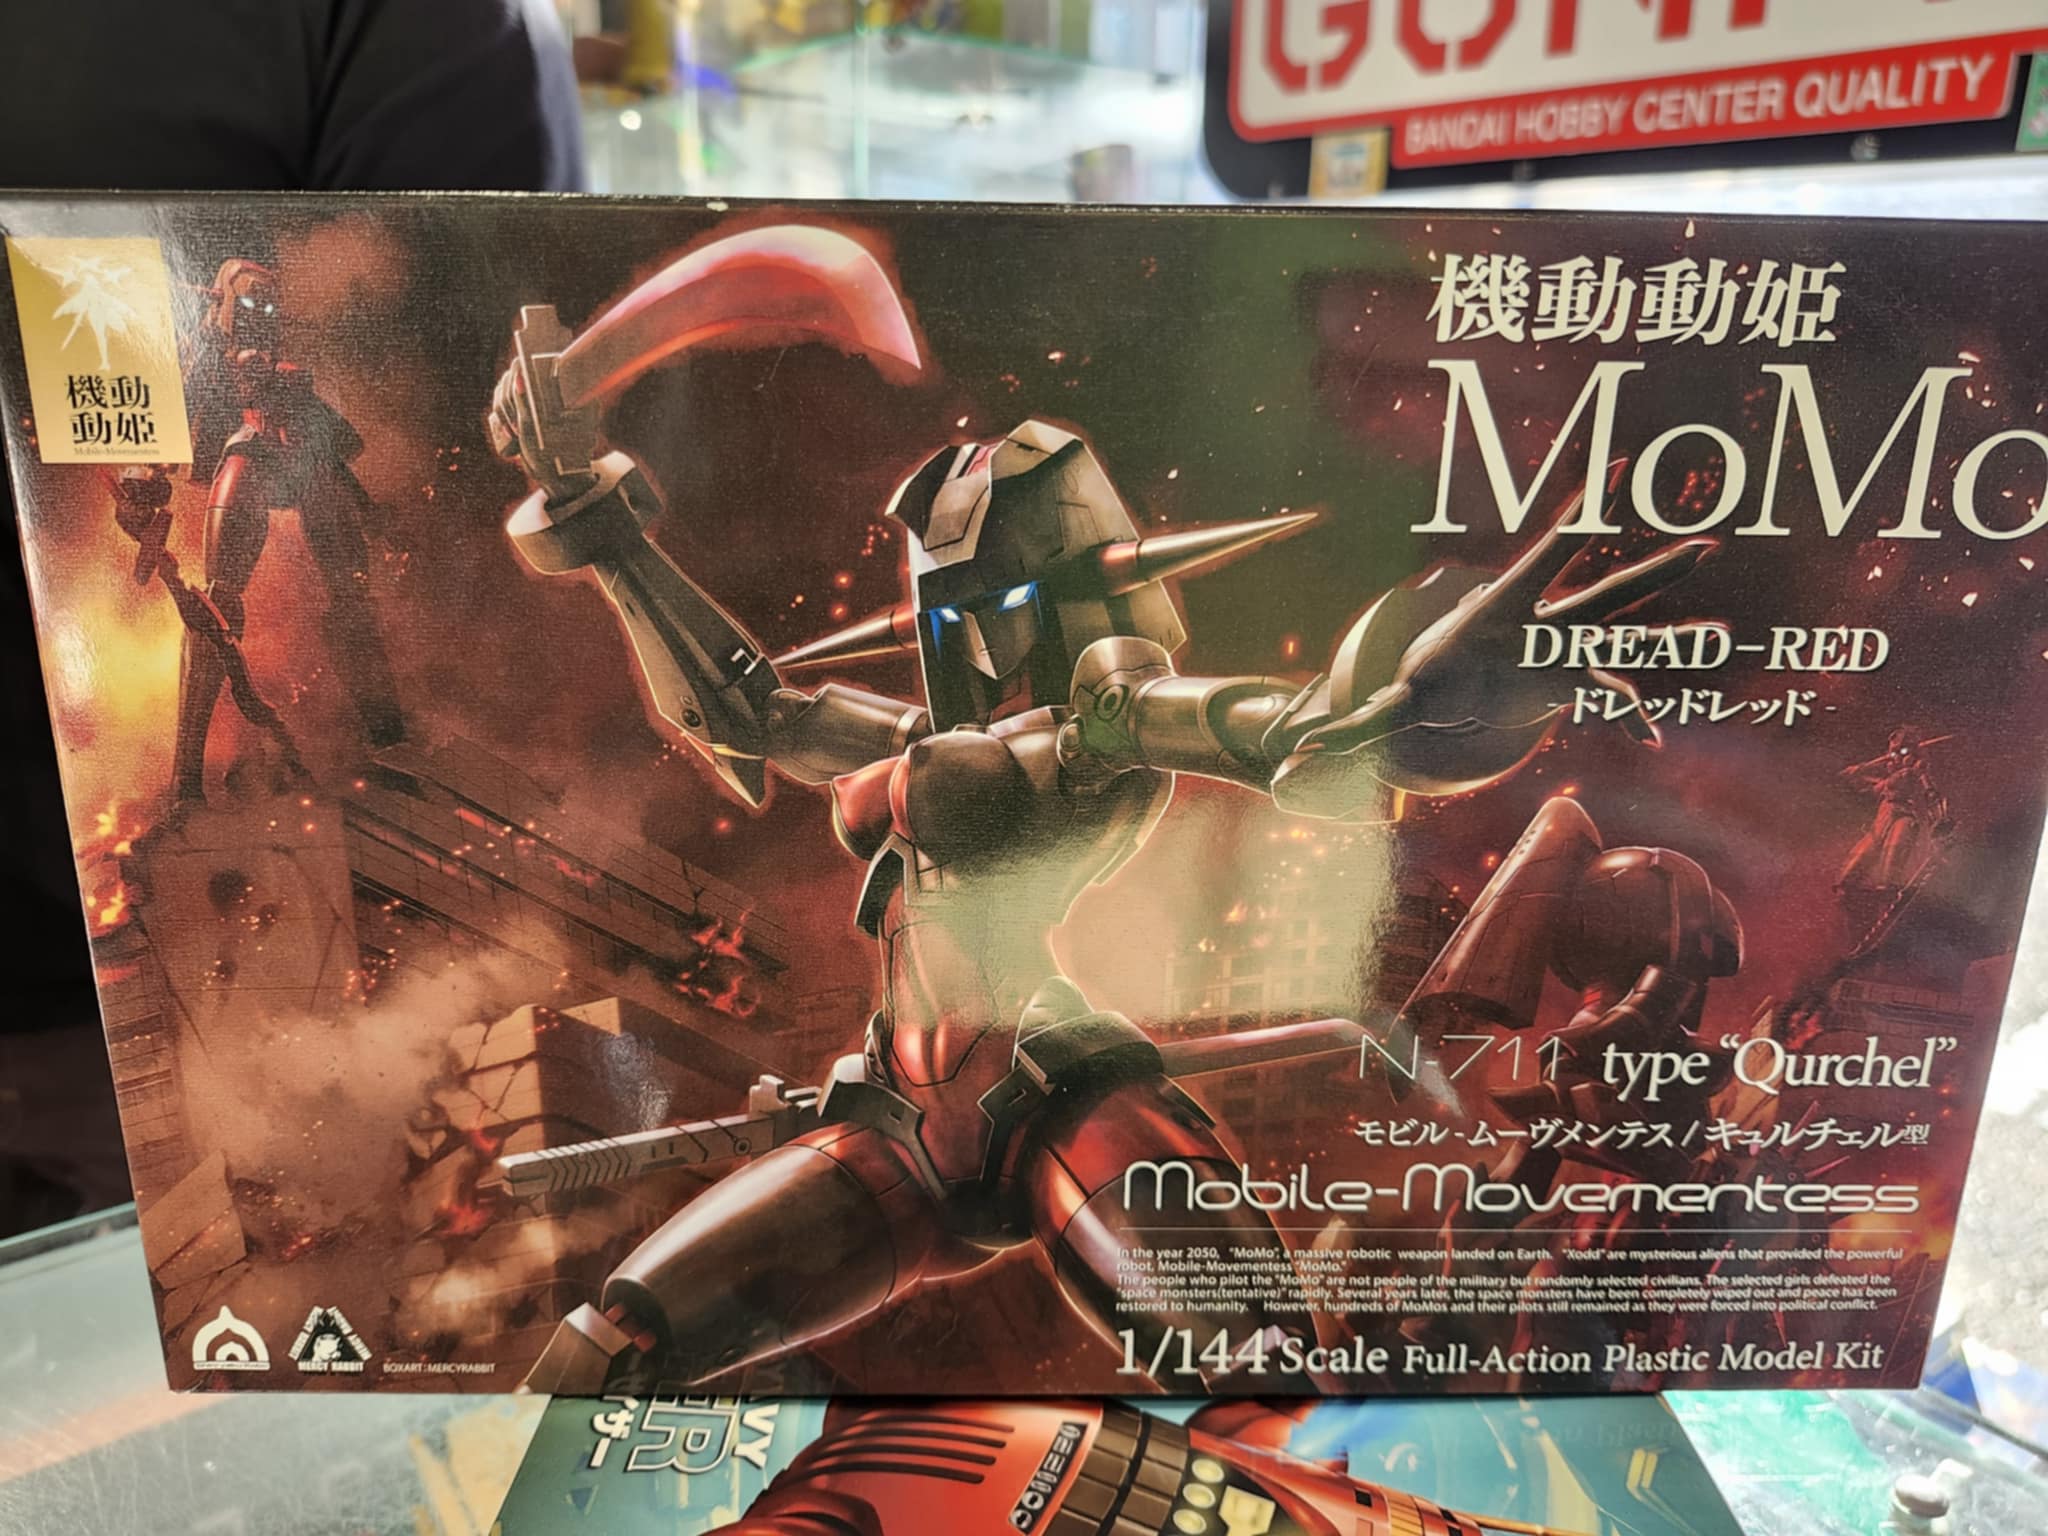 BANDAI HOBBY CENTER QUALITY
機動
動姫
Mobile-Movementess
機動動姫
MoMo
DREAD-RED
-ドレッドレッド-
N-711 type "Qurchel"
モビル-ムーヴメンテス/キュルチェル型
Mobile-Movementess
In the year 2050, "MoMo", a massive robotic weapon landed on Earth. "Xodd" are mysterious aliens that provided the powerful
robot, Mobile-Movementess "MoMo."
The people who pilot the "MoMo" are not people of the military but randomly selected civilians. The selected girls defeated the
"space monsters(tentative)" rapidly. Several years later, the space monsters have been completely wiped out and peace has been
restored to humanity. However, hundreds of MoMos and their pilots still remained as they were forced into political conflict.
1/144 Scale Full-Action Plastic Model Kit
MERCY RABBIT
BOXART:MERCYRABBIT